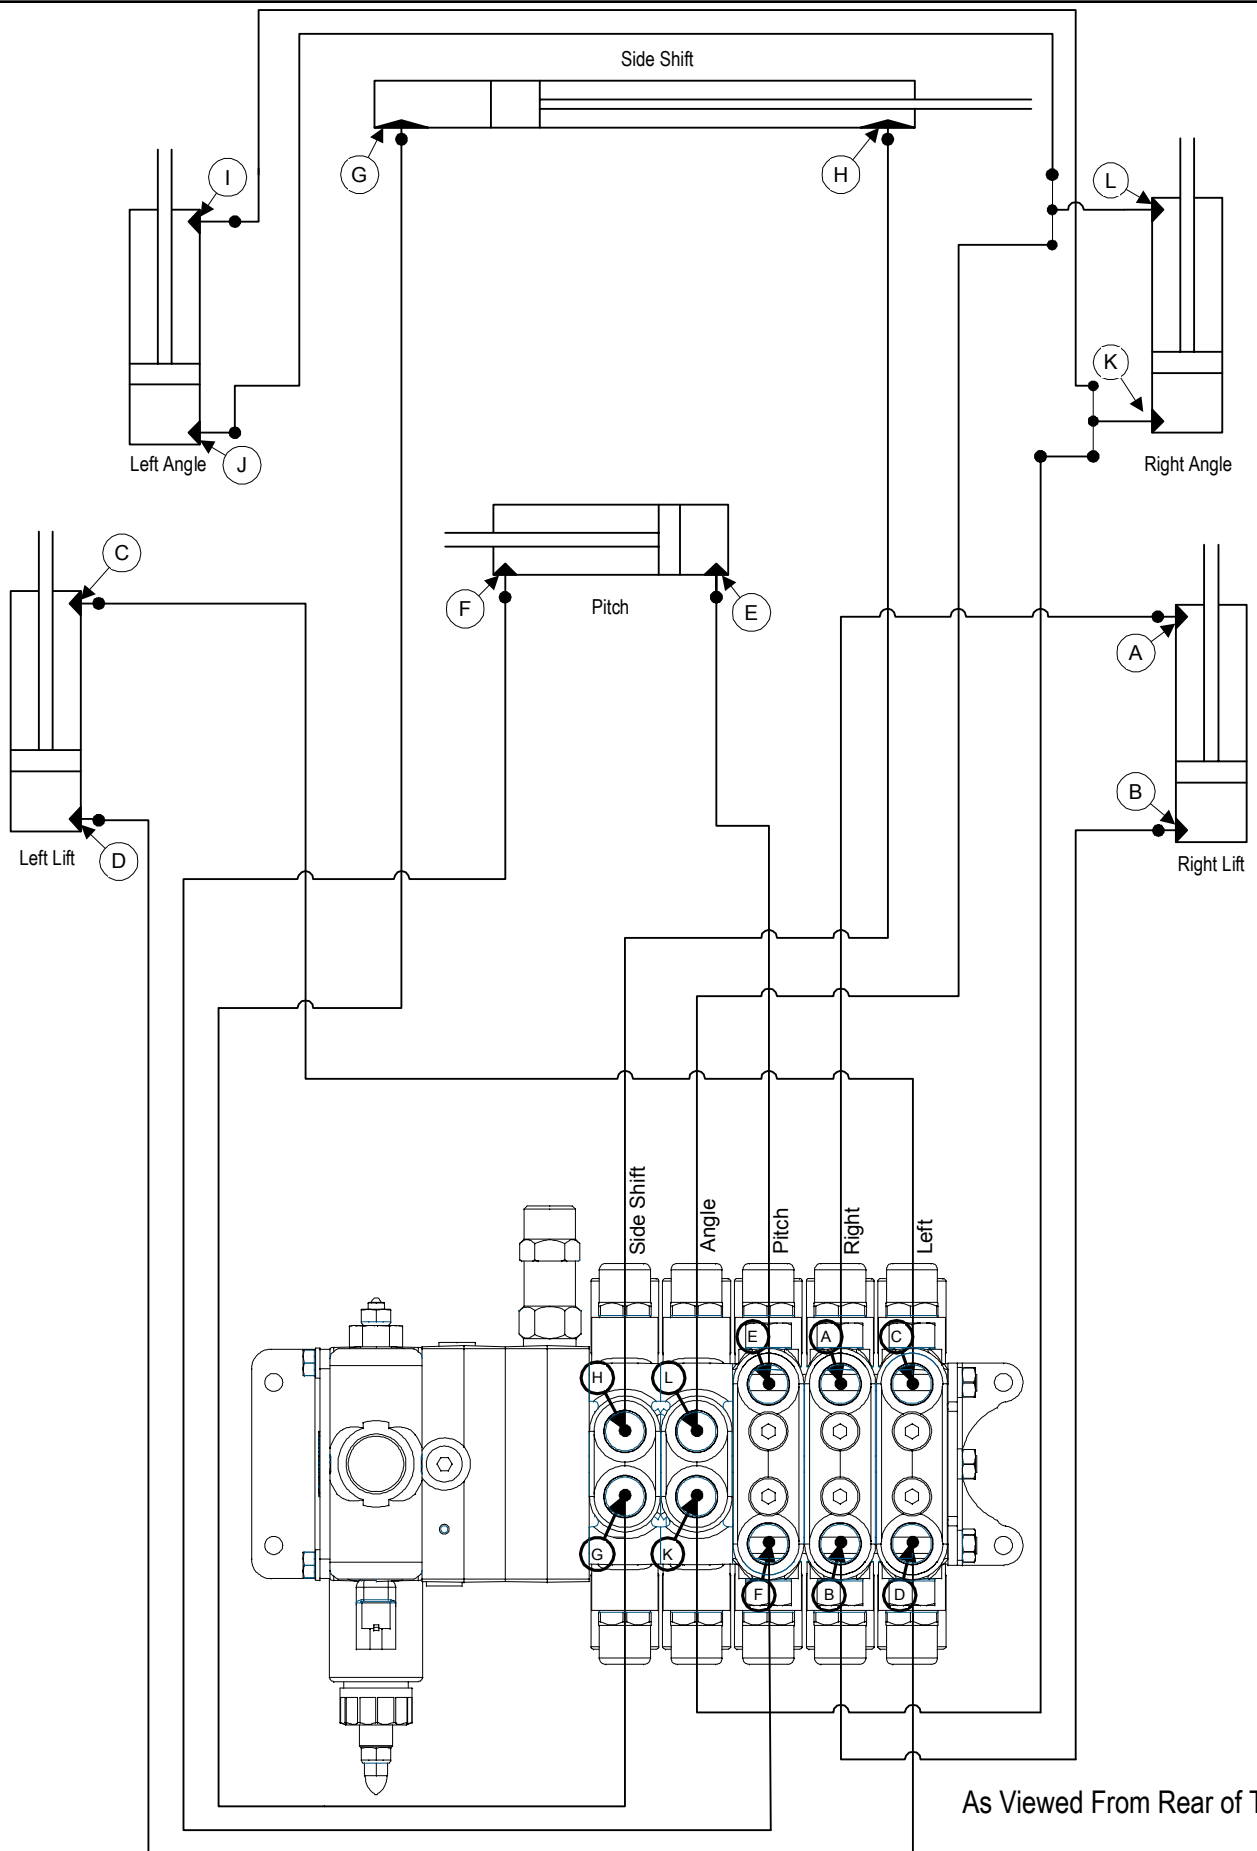 Side Shift
G
H
I
L
J
Left Angle
K
Right Angle
C
F
Pitch
E
A
D
Left Lift
B
Right Lift
Side Shift
Angle
Pitch
Right
Left
E
A
C
H
L
G
K
F
B
D
As Viewed From Rear of T